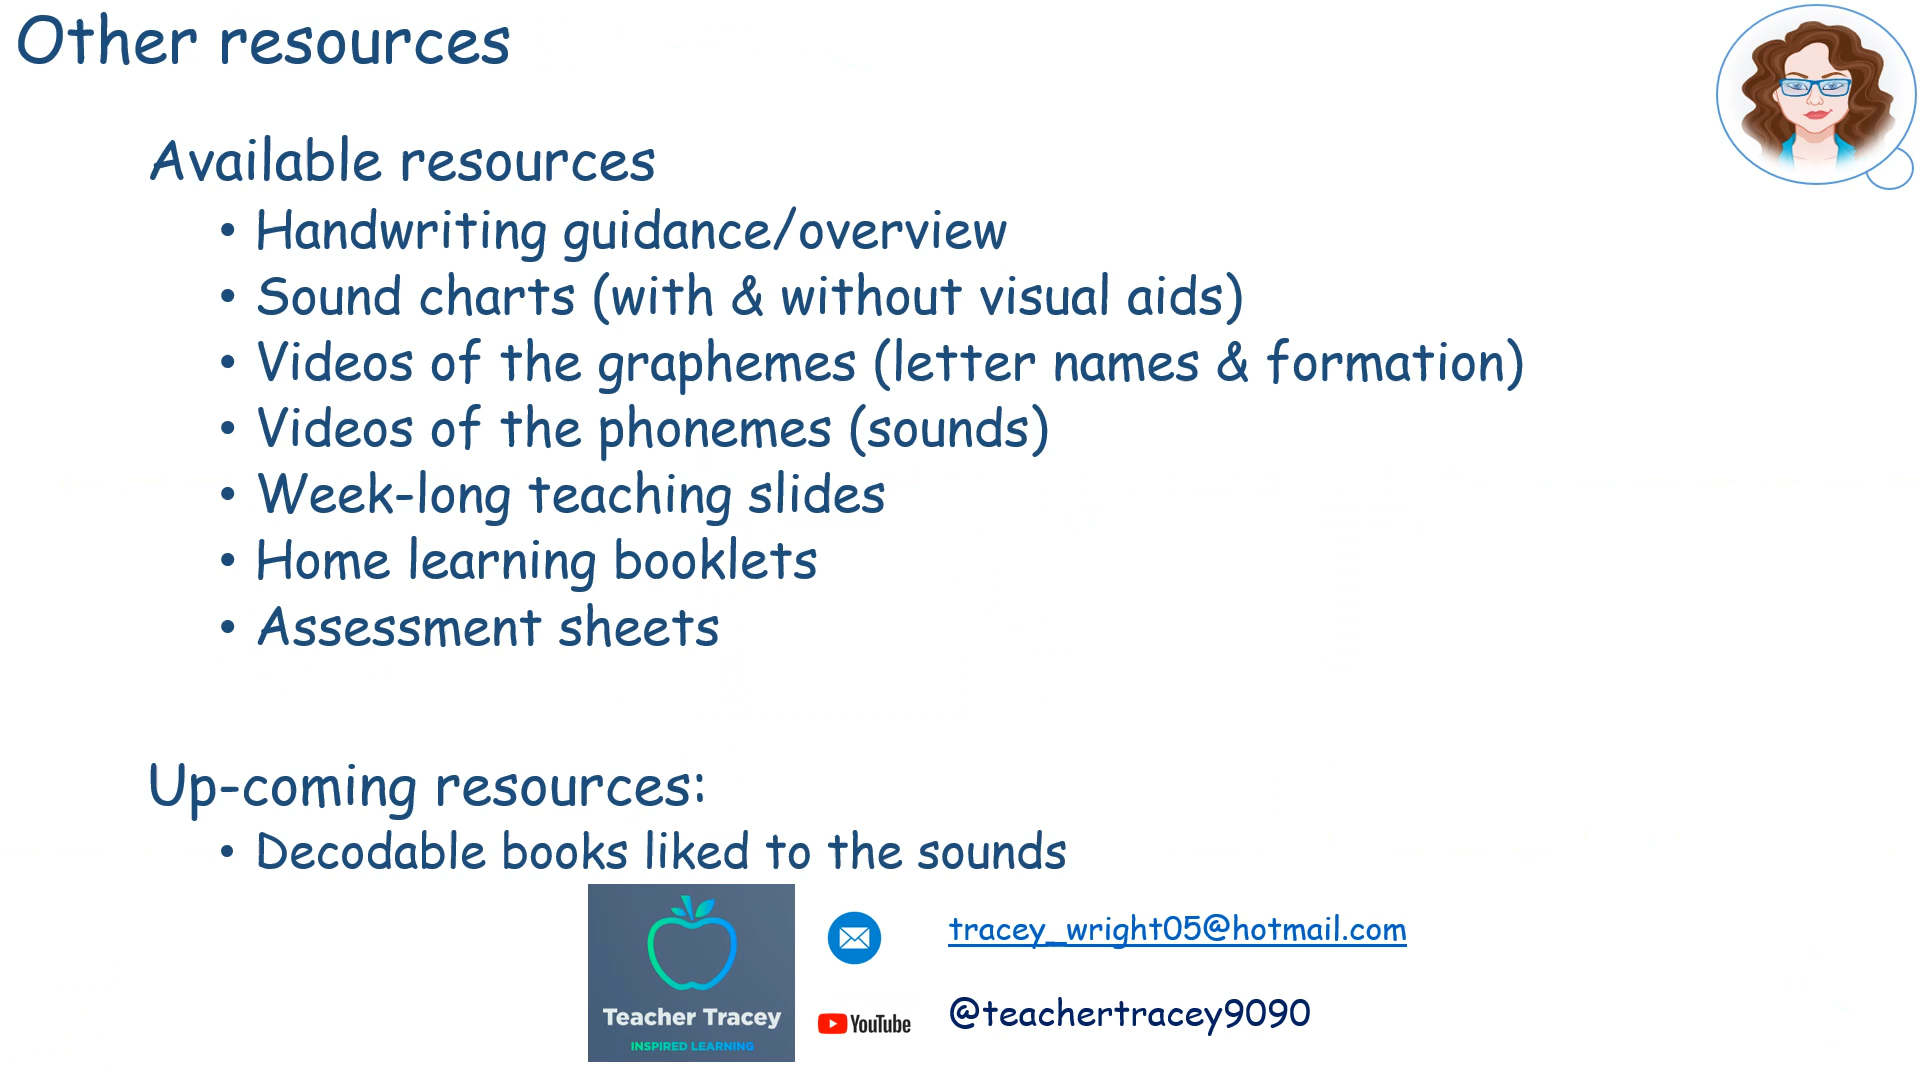 Other resources
Available resources
• Handwriting guidance/overview
• Sound charts (with & without visual aids)
• Videos of the graphemes (letter names & formation)
• Videos of the phonemes (sounds)
• Week-long teaching slides
• Home learning booklets
• Assessment sheets
Up-coming resources:
• Decodable books liked to the sounds
Teacher Tracey
INSPIRED LEARNING
tracey_wright05@hotmail.com
YouTube
@teachertracey9090